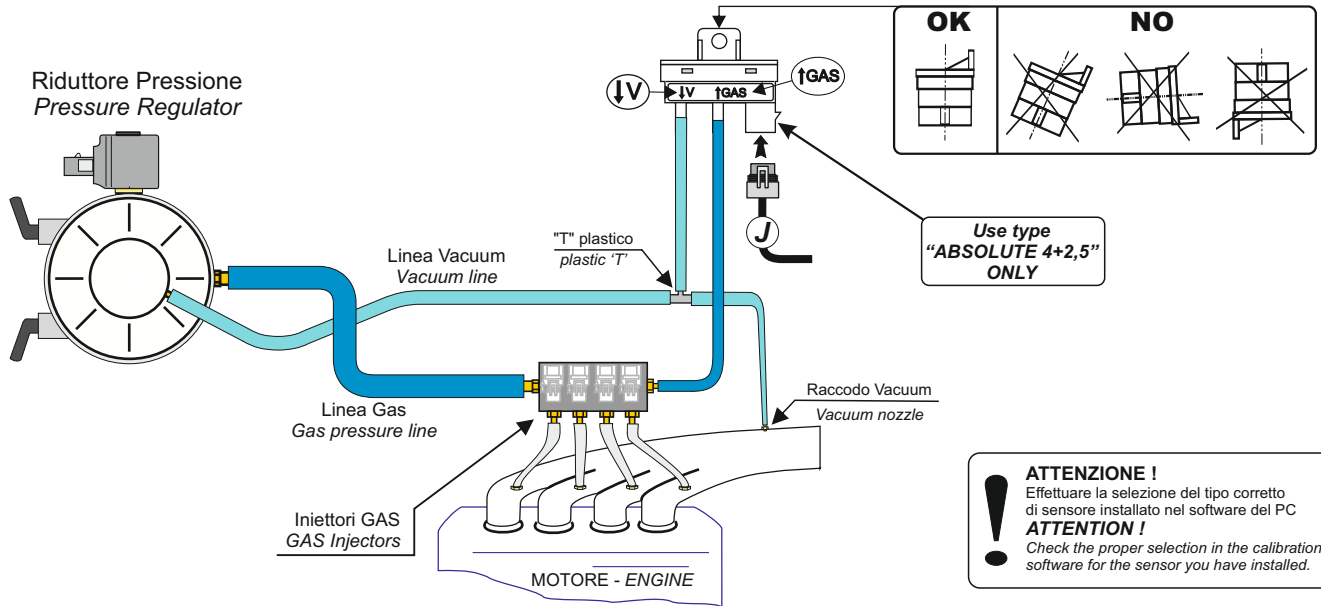 OK
NO
Riduttore Pressione
Pressure Regulator
↓V
↓V
↑GAS
↑GAS
J
Use type
“ABSOLUTE 4+2,5”
ONLY
Linea Vacuum
Vacuum line
"T" plastico
plastic ‘T’
Linea Gas
Gas pressure line
Raccodo Vacuum
Vacuum nozzle
Iniettori GAS
GAS Injectors
MOTORE - ENGINE
ATTENZIONE !
Effettuare la selezione del tipo corretto
di sensore installato nel software del PC
ATTENTION !
Check the proper selection in the calibration
software for the sensor you have installed.